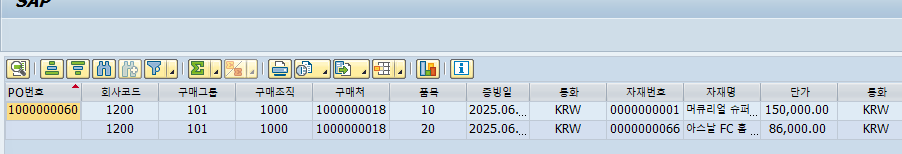 SAP
PO번호 회사코드 구매그룹 구매조직 구매처 품목 증빙일 통화 자재번호 자재명 단가 통화
1000000060 1200 101 1000 1000000018 10 2025.06... KRW 0000000001 머큐리얼 슈퍼... 150,000.00 KRW
1200 101 1000 1000000018 20 2025.06... KRW 0000000066 아스날 FC 홈... 86,000.00 KRW